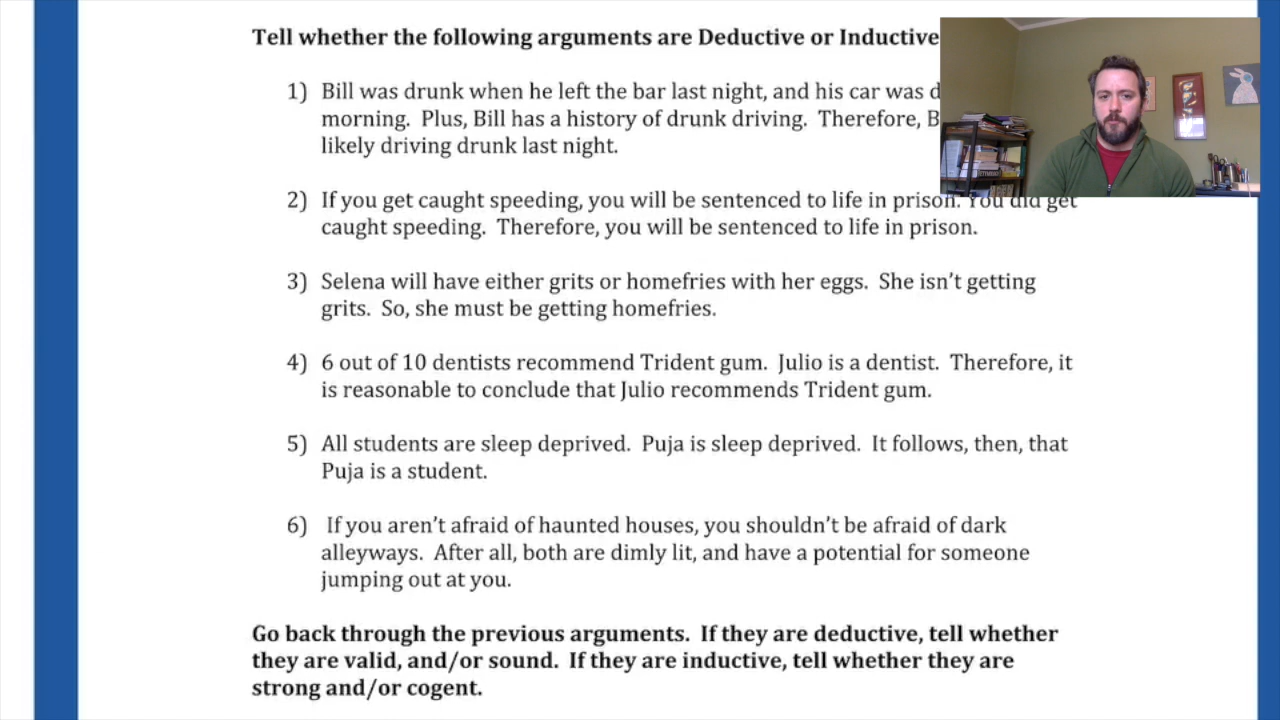 Tell whether the following arguments are Deductive or Inductive
1) Bill was drunk when he left the bar last night, and his car was
morning. Plus, Bill has a history of drunk driving. Therefore,
likely driving drunk last night.
2) If you get caught speeding, you will be sentenced to life in prison. You did get
caught speeding. Therefore, you will be sentenced to life in prison.
3) Selena will have either grits or homefries with her eggs. She isn't getting
grits. So, she must be getting homefries.
4) 6 out of 10 dentists recommend Trident gum. Julio is a dentist. Therefore, it
is reasonable to conclude that Julio recommends Trident gum.
5) All students are sleep deprived. Puja is sleep deprived. It follows, then, that
Puja is a student.
6) If you aren't afraid of haunted houses, you shouldn't be afraid of dark
alleyways. After all, both are dimly lit, and have a potential for someone
jumping out at you.
Go back through the previous arguments. If they are deductive, tell whether
they are valid, and/or sound. If they are inductive, tell whether they are
strong and/or cogent.